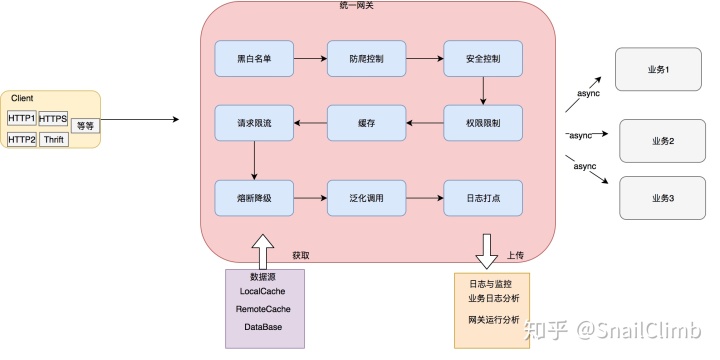 统一网关
黑白名单
防爬控制
安全控制
请求限流
缓存
权限限制
熔断降级
泛化调用
日志打点
Client
HTTP1
HTTPS
等等
HTTP2
Thrift
业务1
async
业务2
async
业务3
async
获取
上传
数据源
LocalCache
RemoteCache
DataBase
日志与监控
业务日志分析
网关运行分析
知乎 @SnailClimb